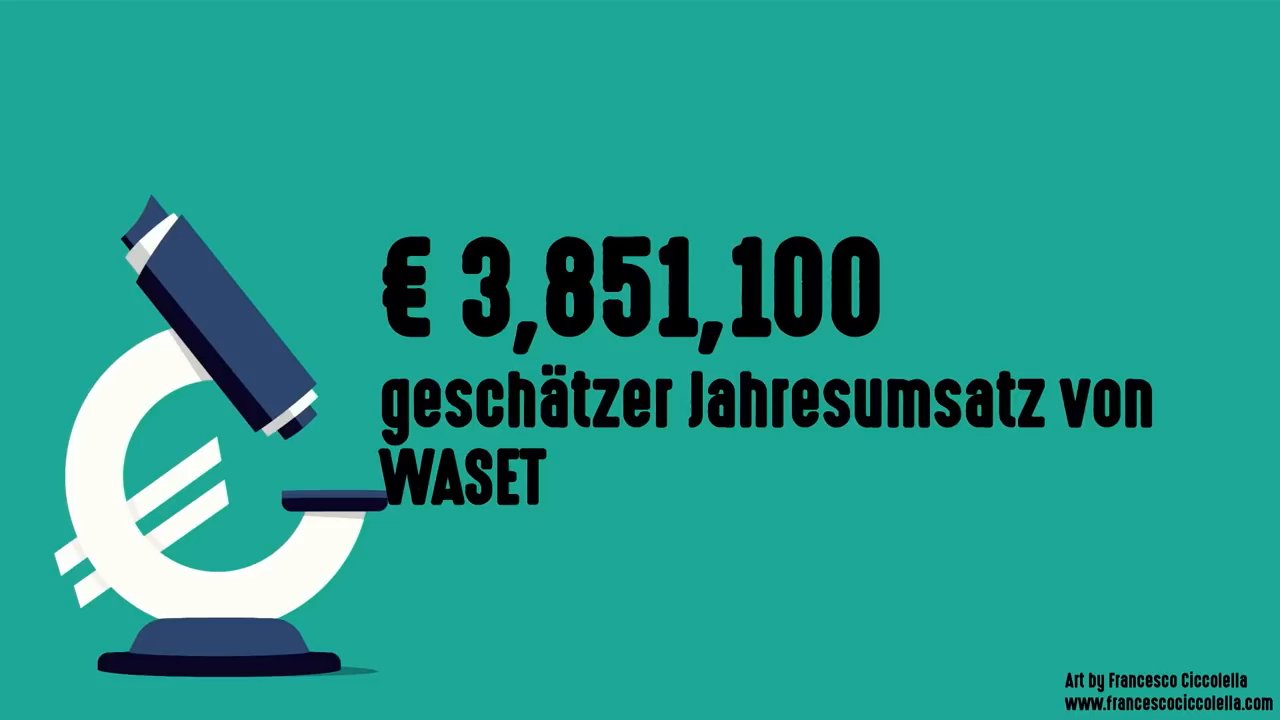 € 3,851,100
geschätzer Jahresumsatz von
WASET
Art by Francesco Ciccolella
www.francescociccolella.com